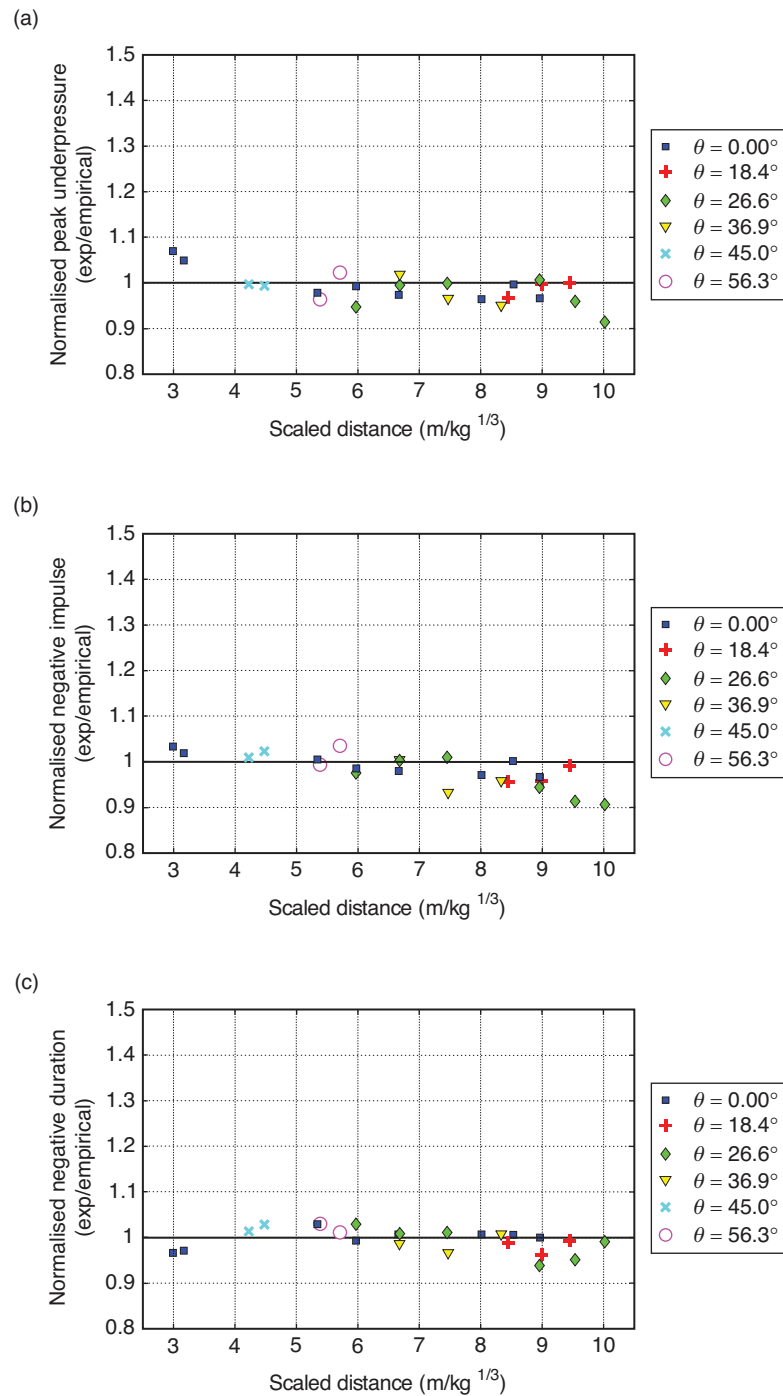 (a)
Normalised peak underpressure
(exp/empirical)
1.5
1.4
1.3
1.2
1.1
1
0.9
0.8
3 4 5 6 7 8 9 10
Scaled distance (m/kg 1/3)
θ = 0.00°
θ = 18.4°
θ = 26.6°
θ = 36.9°
θ = 45.0°
θ = 56.3°
(b)
Normalised negative impulse
(exp/empirical)
1.5
1.4
1.3
1.2
1.1
1
0.9
0.8
3 4 5 6 7 8 9 10
Scaled distance (m/kg 1/3)
θ = 0.00°
θ = 18.4°
θ = 26.6°
θ = 36.9°
θ = 45.0°
θ = 56.3°
(c)
Normalised negative duration
(exp/empirical)
1.5
1.4
1.3
1.2
1.1
1
0.9
0.8
3 4 5 6 7 8 9 10
Scaled distance (m/kg 1/3)
θ = 0.00°
θ = 18.4°
θ = 26.6°
θ = 36.9°
θ = 45.0°
θ = 56.3°